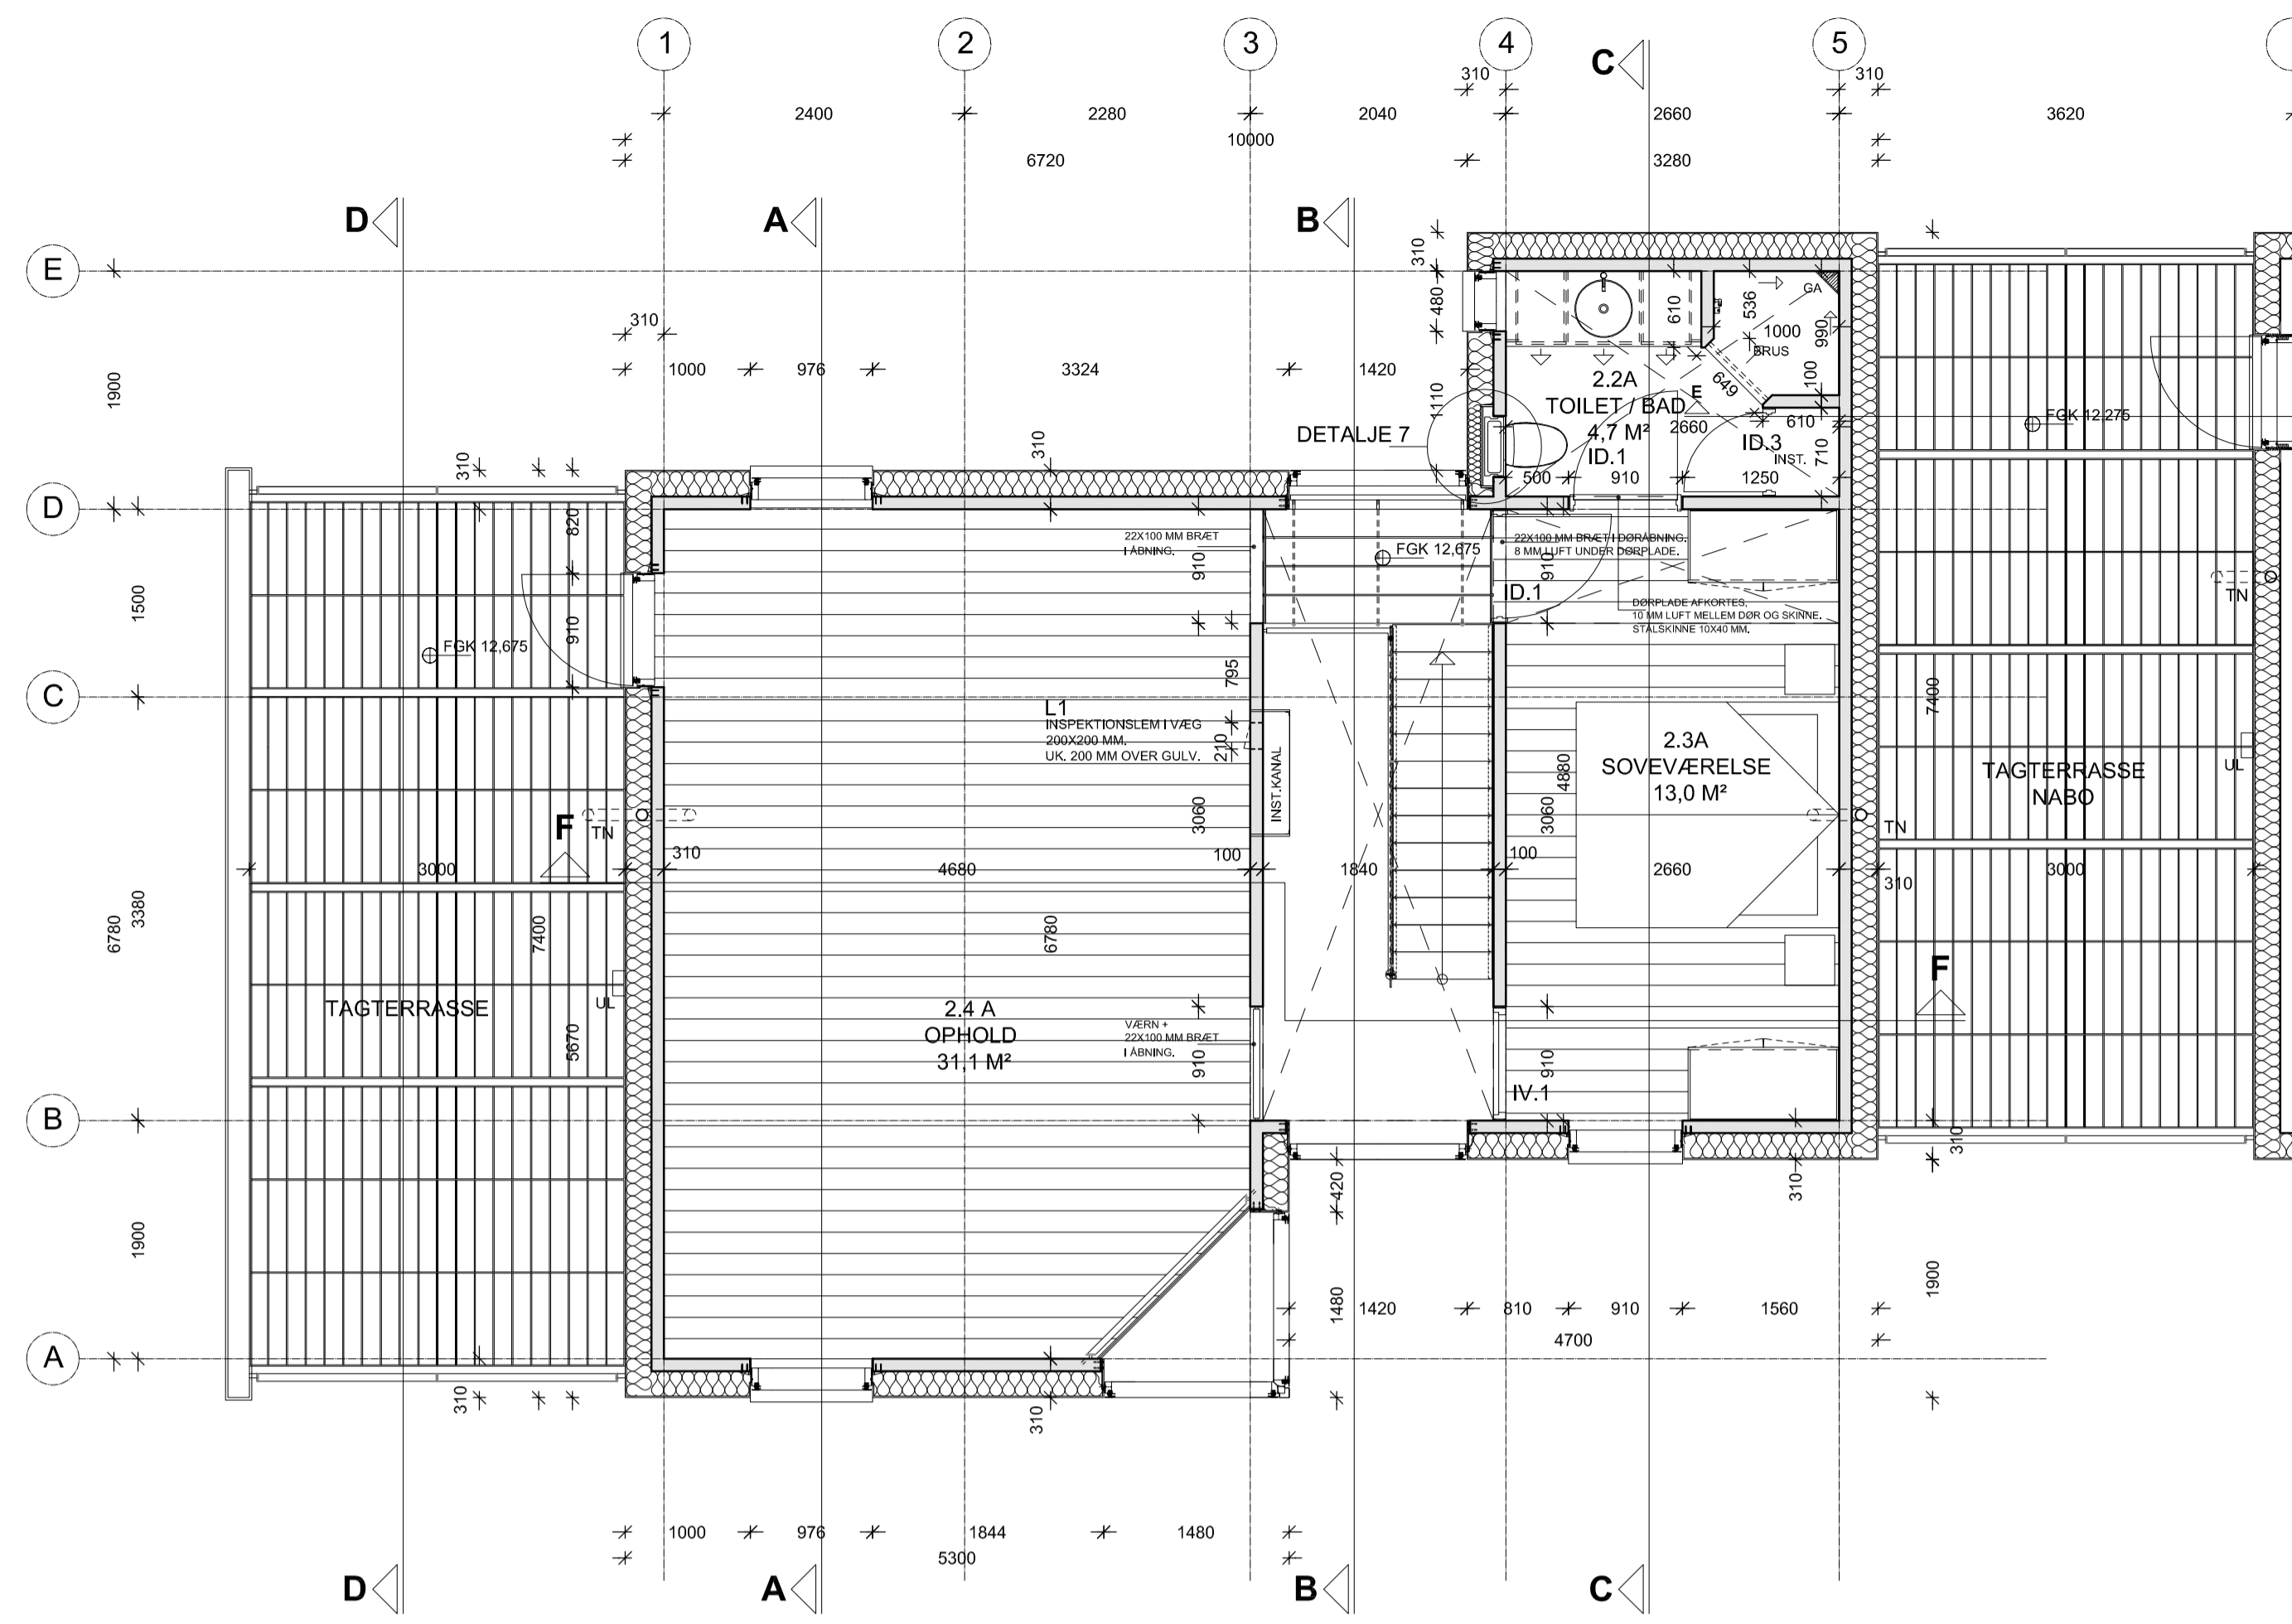 1 2 3 4 5
C
310 310
2400 2280 2040 2660 3620
10000
6720 3280
D A B
E
310
310
480
610
536
GA
990
1000
BRUS
1900
1000 976 3324 1420
1110
649
100
2.2A
TOILET / BAD
4,7 M²
E
2660
610
ID.3
INST.
710
ID.1
500 910 1250
DETALJE 7
FGK 12,275
310
310
D
820
22X100 MM BRÆT
I ÅBNING.
910
FGK 12,675
22X100 MM BRÆT I DØRÅBNING.
8 MM LUFT UNDER DØRPLADE.
910
ID.1
DØRPLADE AFKORTES,
10 MM LUFT MELLEM DØR OG SKINNE.
STÅLSKINNE 10X40 MM.
TN
1500
910
FGK 12,675
795
C
L1
INSPEKTIONSLEM I VÆG
200X200 MM.
UK. 200 MM OVER GULV.
210
INST.KANAL
7400
2.3A
SOVEVÆRELSE
13,0 M²
4880
3060
3060
TAGTERRASSE
NABO
UL
F
TN
TN
3000 310 4680 100 1840 100 2660 310 3000
6780
3380
7400
6780
F
UL
TAGTERRASSE
2.4 A
OPHOLD
31,1 M²
5670
VÆRN +
22X100 MM BRÆT
I ÅBNING.
910
910
IV.1
B
310
420
310
1900
1480
1900
1420 810 910 1560
4700
A
310
310
1000 976 1844 1480
5300
D A B C